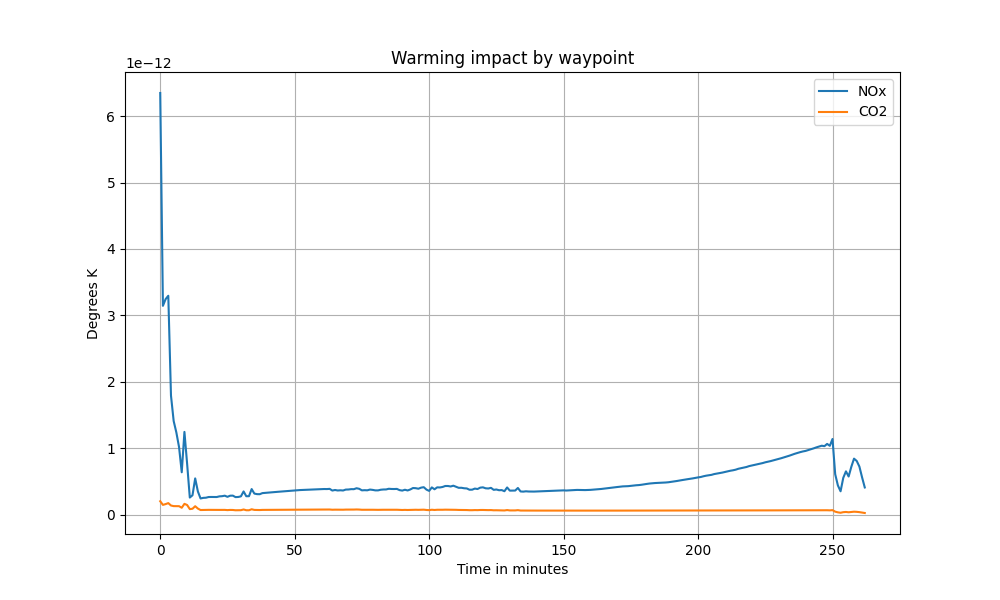 Warming impact by waypoint
1e−12
NOx
CO2
6
5
4
3
2
1
0
Degrees K
0 50 100 150 200 250
Time in minutes